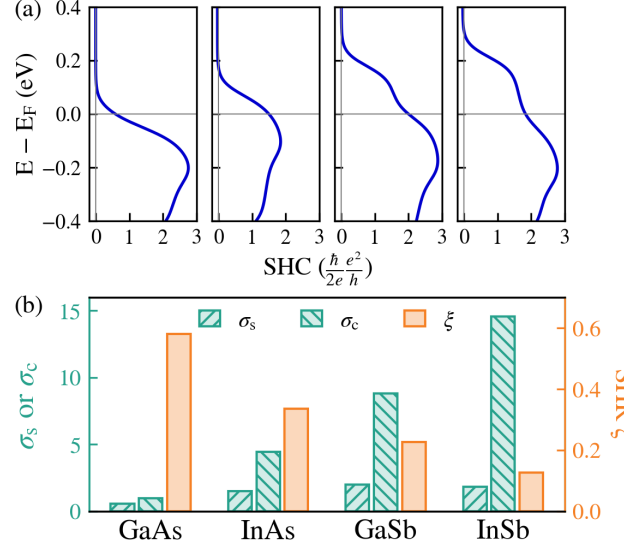 (a)
E − E_F (eV)
0.4
0.2
0.0
−0.2
−0.4
0 1 2 3 0 1 2 3 0 1 2 3 0 1 2 3
SHC (ℏ/2e e²/h)
(b)
σ_s or σ_c
15
10
5
0
σ_s σ_c ξ
0.6
0.4
0.2
0.0
ξ
GaAs InAs GaSb InSb